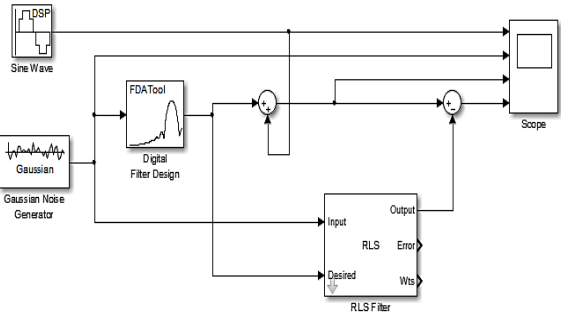 DSP
Sine Wave
Scope
FDATool
Digital
Filter Design
+
+
+
−
Gaussian
Gaussian Noise
Generator
Input
Output
RLS
Error
Desired
Wts
RLS Filter